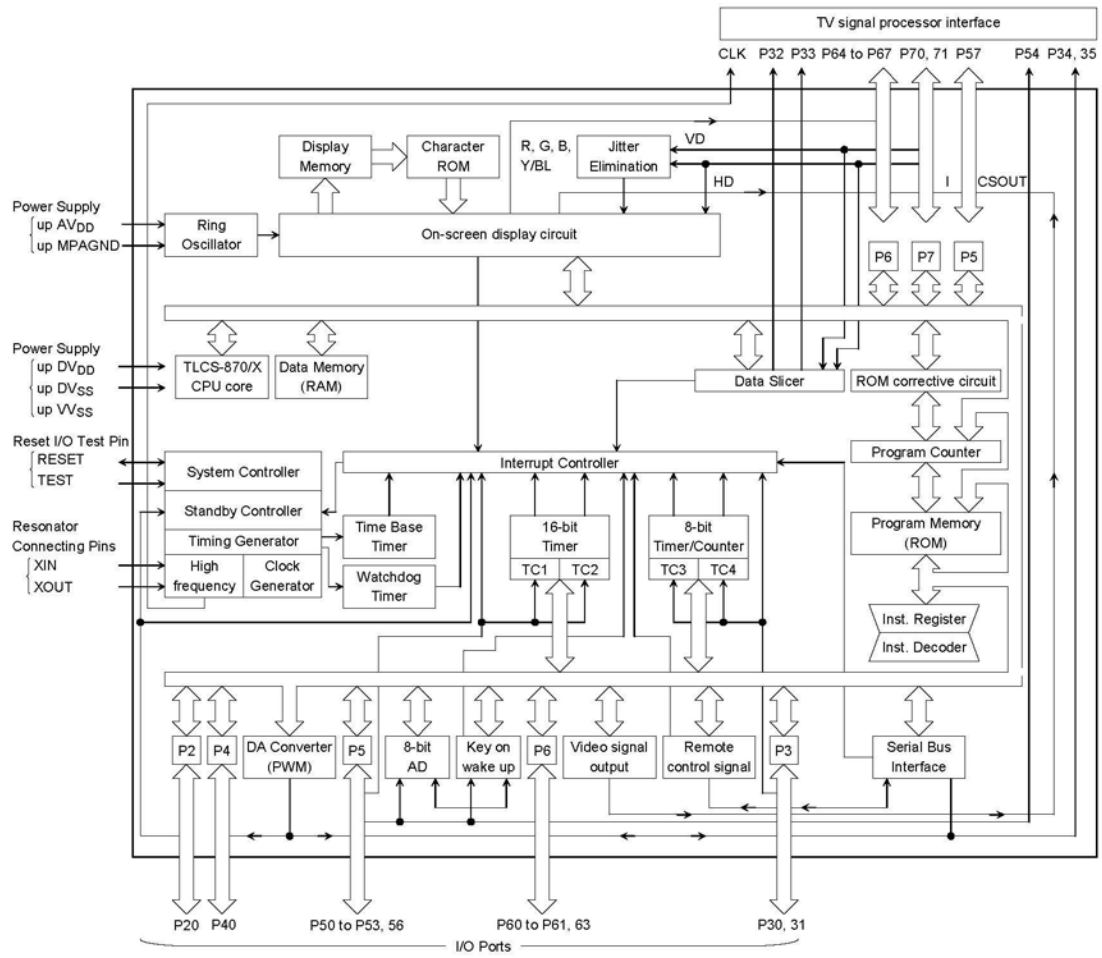 TV signal processor interface
CLK P32 P33 P64 to P67 P70, 71 P57 P54 P34, 35
Display
Memory
Character
ROM
R, G, B,
Y/BL
Jitter
Elimination
VD
HD
I CSOUT
Power Supply
up AVDD
up MPAGND
Ring
Oscillator
On-screen display circuit
P6 P7 P5
Power Supply
up DVDD
up DVSS
up VVSS
TLCS-870/X
CPU core
Data Memory
(RAM)
Data Slicer
ROM corrective circuit
Reset I/O Test Pin
RESET
TEST
System Controller
Interrupt Controller
Program Counter
Standby Controller
Timing Generator
High
frequency
Clock
Generator
Resonator
Connecting Pins
XIN
XOUT
Time Base
Timer
Watchdog
Timer
16-bit
Timer
TC1 TC2
8-bit
Timer/Counter
TC3 TC4
Program Memory
(ROM)
Inst. Register
Inst. Decoder
P2
P4
DA Converter
(PWM)
P5
8-bit
AD
Key on
wake up
P6
Video signal
output
Remote
control signal
P3
Serial Bus
Interface
P20 P40 P50 to P53, 56 P60 to P61, 63 P30, 31
I/O Ports